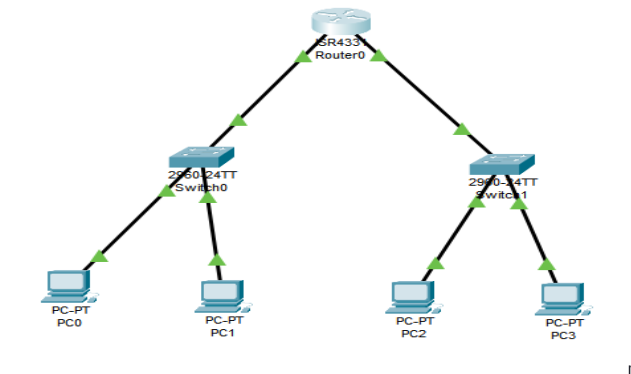 ISR4331
Router0
2960-24TT
Switch0
2960-24TT
Switch1
PC-PT
PC0
PC-PT
PC1
PC-PT
PC2
PC-PT
PC3